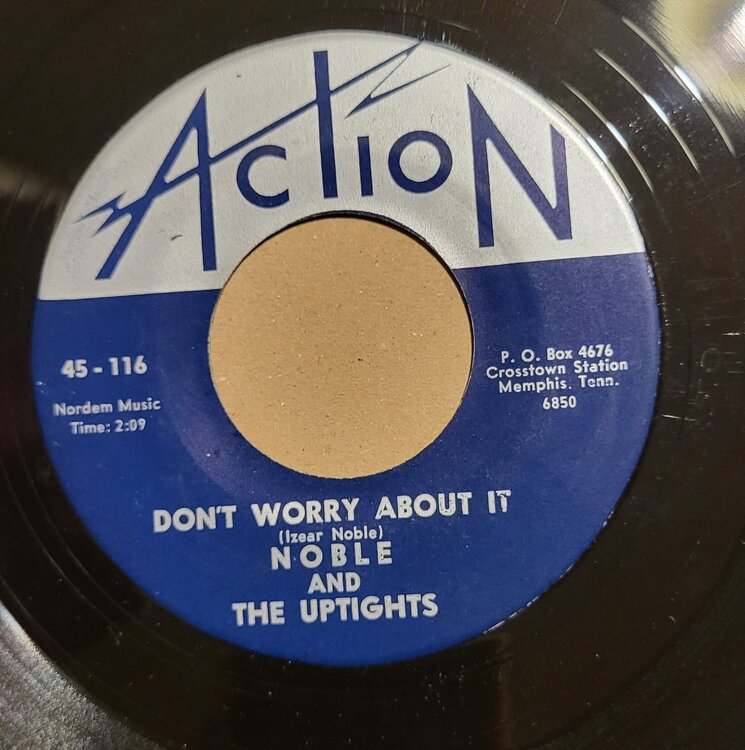 ACTION
45 - 116
Nordem Music
Time: 2:09
P. O. Box 4676
Crosstown Station
Memphis, Tenn.
6850
DON'T WORRY ABOUT IT
(Izear Noble)
NOBLE
AND
THE UPTIGHTS